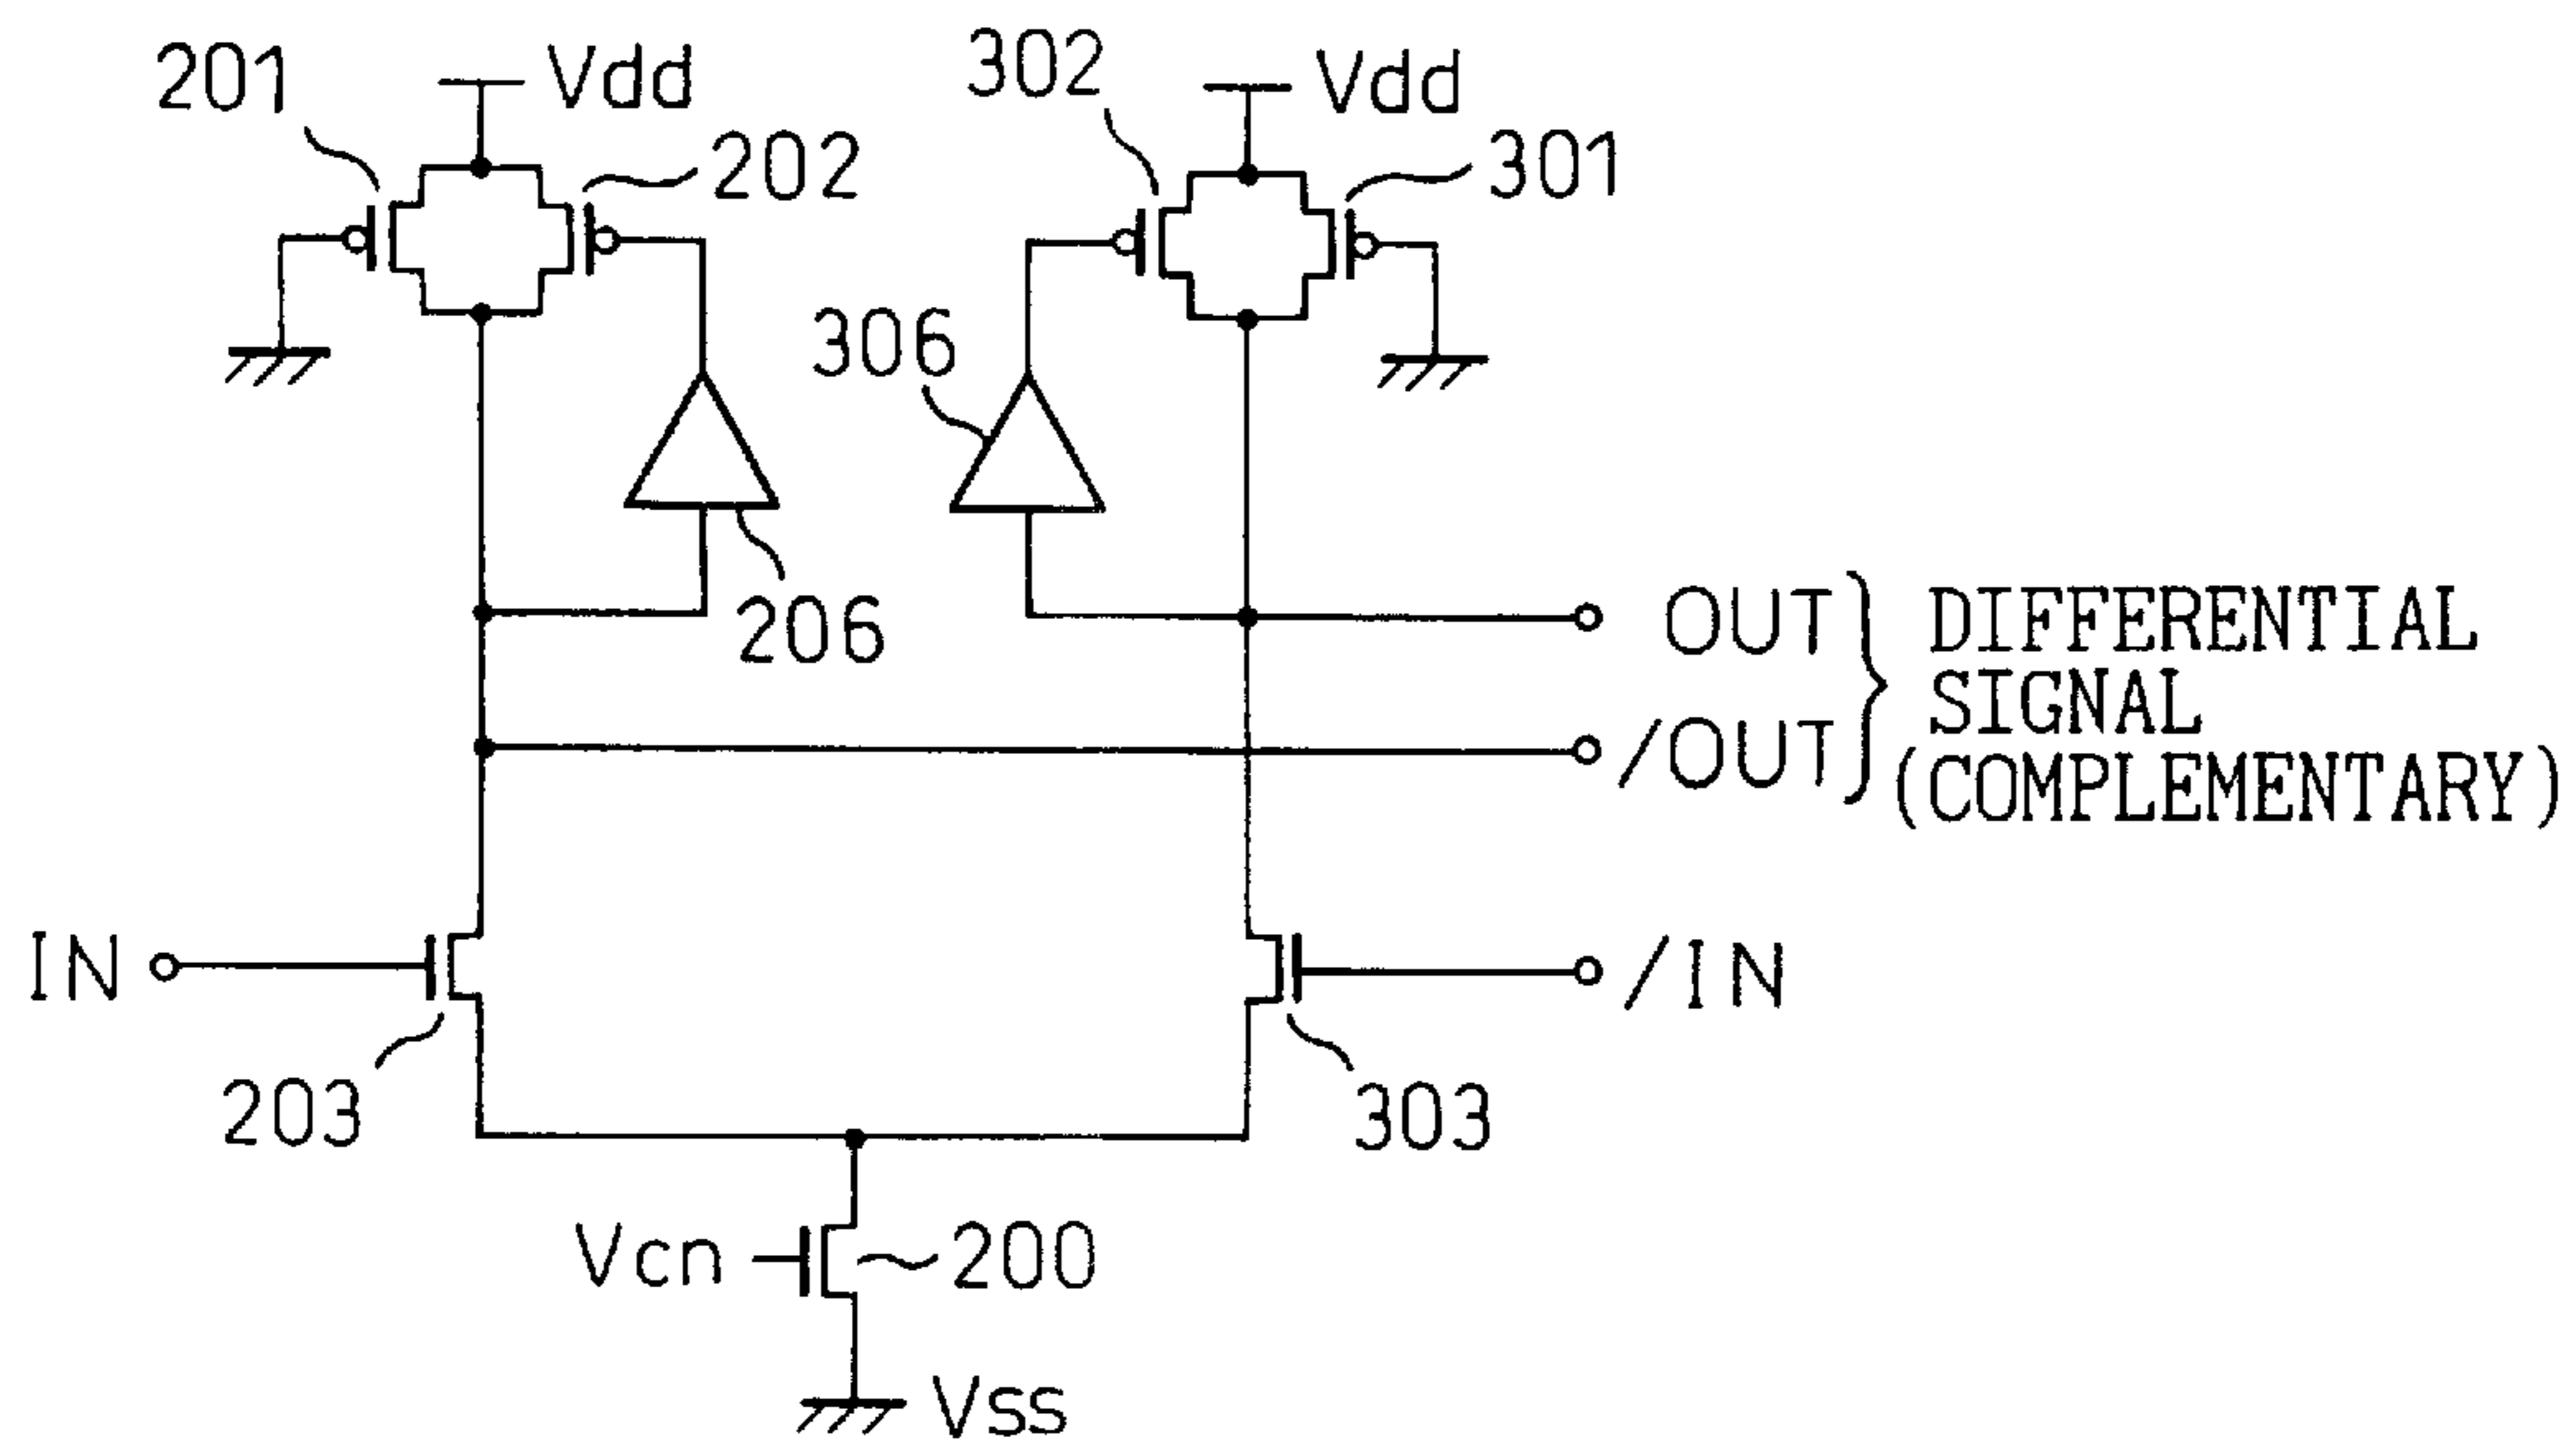 201
Vdd
302
Vdd
202
301
306
206
OUT
/OUT
DIFFERENTIAL
SIGNAL
(COMPLEMENTARY)
IN
/IN
203
303
Vcn
200
Vss